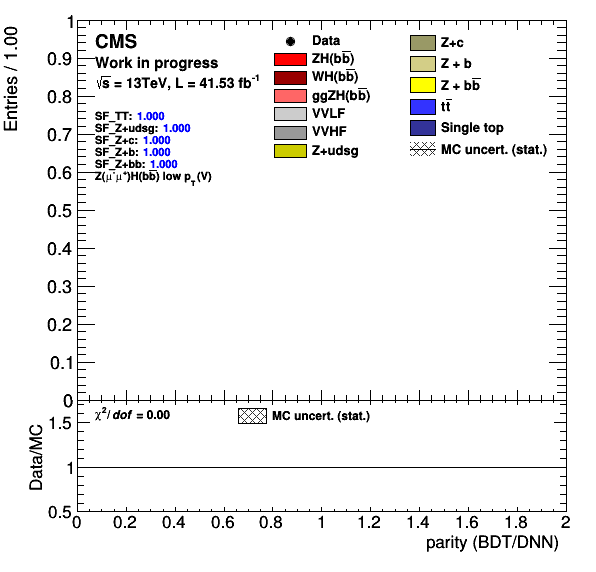 Entries / 1.00
1
0.9
0.8
0.7
0.6
0.5
0.4
0.3
0.2
0.1
0
CMS
Work in progress
√s = 13TeV, L = 41.53 fb⁻¹
SF_TT: 1.000
SF_Z+udsg: 1.000
SF_Z+c: 1.000
SF_Z+b: 1.000
SF_Z+bb: 1.000
Z(μ⁻μ⁺)H(bb̅) low p_T(V)
Data
ZH(bb̅)
WH(bb̅)
ggZH(bb̅)
VVLF
VVHF
Z+udsg
Z+c
Z + b
Z + bb̅
tt̅
Single top
MC uncert. (stat.)
Data/MC
1.5
1
0.5
χ²/dof = 0.00
MC uncert. (stat.)
0 0.2 0.4 0.6 0.8 1 1.2 1.4 1.6 1.8 2
parity (BDT/DNN)